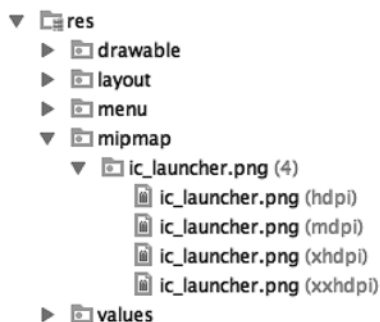 res
drawable
layout
menu
mipmap
ic_launcher.png (4)
ic_launcher.png (hdpi)
ic_launcher.png (mdpi)
ic_launcher.png (xhdpi)
ic_launcher.png (xxhdpi)
values